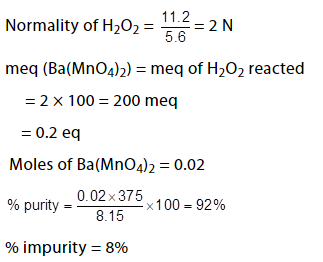 Normality of H₂O₂ = 11.2/5.6 = 2 N
meq (Ba(MnO₄)₂) = meq of H₂O₂ reacted
= 2 × 100 = 200 meq
= 0.2 eq
Moles of Ba(MnO₄)₂ = 0.02
% purity = 0.02×375/8.15 ×100 = 92%
% impurity = 8%